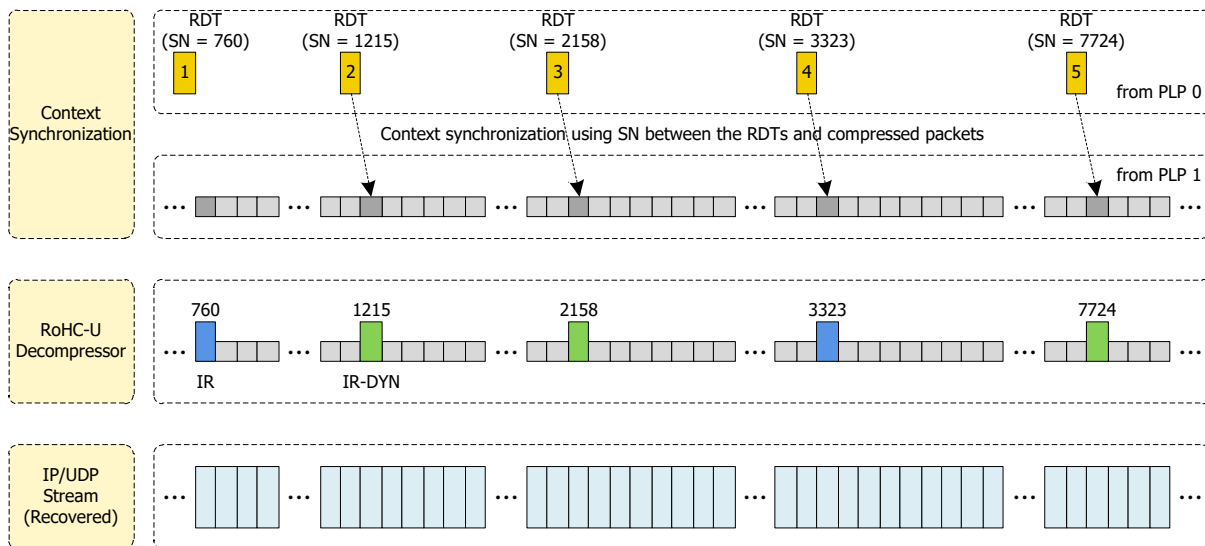 RDT
(SN = 760)
RDT
(SN = 1215)
RDT
(SN = 2158)
RDT
(SN = 3323)
RDT
(SN = 7724)
1
2
3
4
5
from PLP 0
Context
Synchronization
Context synchronization using SN between the RDTs and compressed packets
from PLP 1
... ... ... ... ... ...
RoHC-U
Decompressor
760
1215
2158
3323
7724
... ... ... ... ... ...
IR
IR-DYN
IP/UDP
Stream
(Recovered)
... ... ... ... ... ...